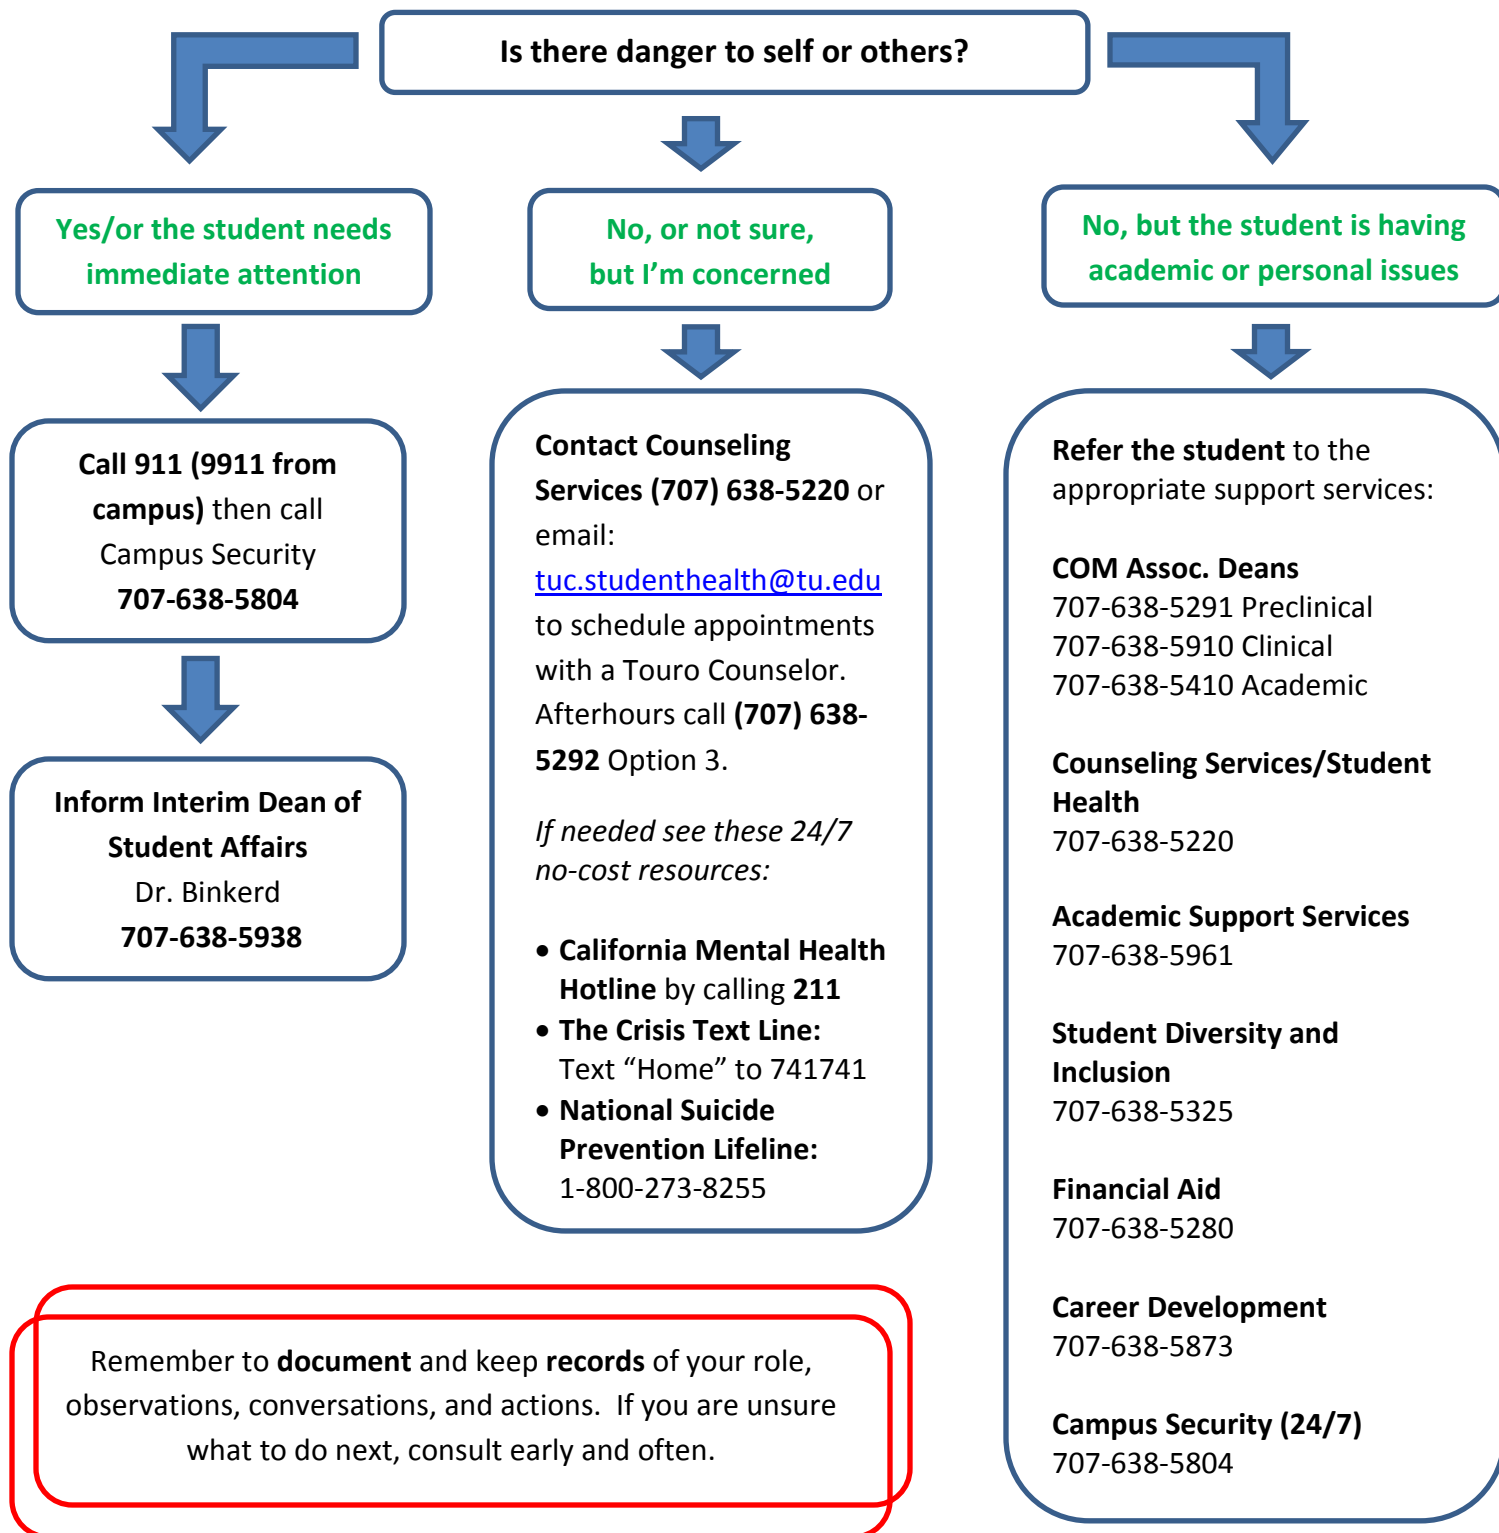 Is there danger to self or others?
Yes/or the student needs
immediate attention
Call 911 (9911 from
campus) then call
Campus Security
707-638-5804
Inform Interim Dean of
Student Affairs
Dr. Binkerd
707-638-5938
No, or not sure,
but I’m concerned
Contact Counseling
Services (707) 638-5220 or
email:
tuc.studenthealth@tu.edu
to schedule appointments
with a Touro Counselor.
Afterhours call (707) 638-
5292 Option 3.
If needed see these 24/7
no-cost resources:
• California Mental Health
Hotline by calling 211
• The Crisis Text Line:
Text “Home” to 741741
• National Suicide
Prevention Lifeline:
1-800-273-8255
No, but the student is having
academic or personal issues
Refer the student to the
appropriate support services:
COM Assoc. Deans
707-638-5291 Preclinical
707-638-5910 Clinical
707-638-5410 Academic
Counseling Services/Student
Health
707-638-5220
Academic Support Services
707-638-5961
Student Diversity and
Inclusion
707-638-5325
Financial Aid
707-638-5280
Career Development
707-638-5873
Campus Security (24/7)
707-638-5804
Remember to document and keep records of your role,
observations, conversations, and actions.  If you are unsure
what to do next, consult early and often.